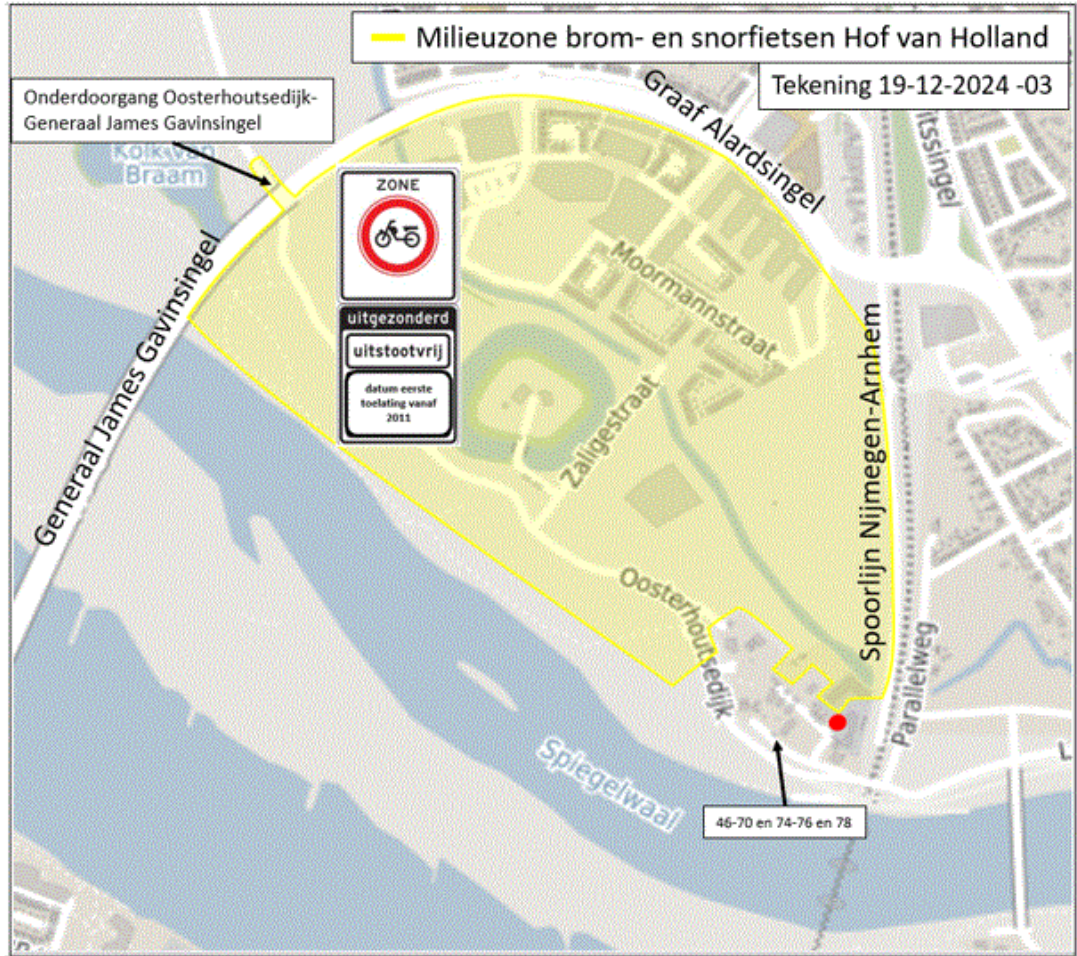 Milieuzone brom- en snorfietsen Hof van Holland
Tekening 19-12-2024 -03
Onderdoorgang Oosterhoutsedijk-
Generaal James Gavinsingel
Kolk van
Braam
Graaf Alardsingel
itssingel
ZONE
uitgezonderd
uitstootvrij
datum eerste
toelating vanaf
2011
Moormannstraat
Zaligestraat
Generaal James Gavinsingel
Spoorlijn Nijmegen-Arnhem
Oosterhoutsedijk
Parallelweg
Spiegelwaal
46-70 en 74-76 en 78